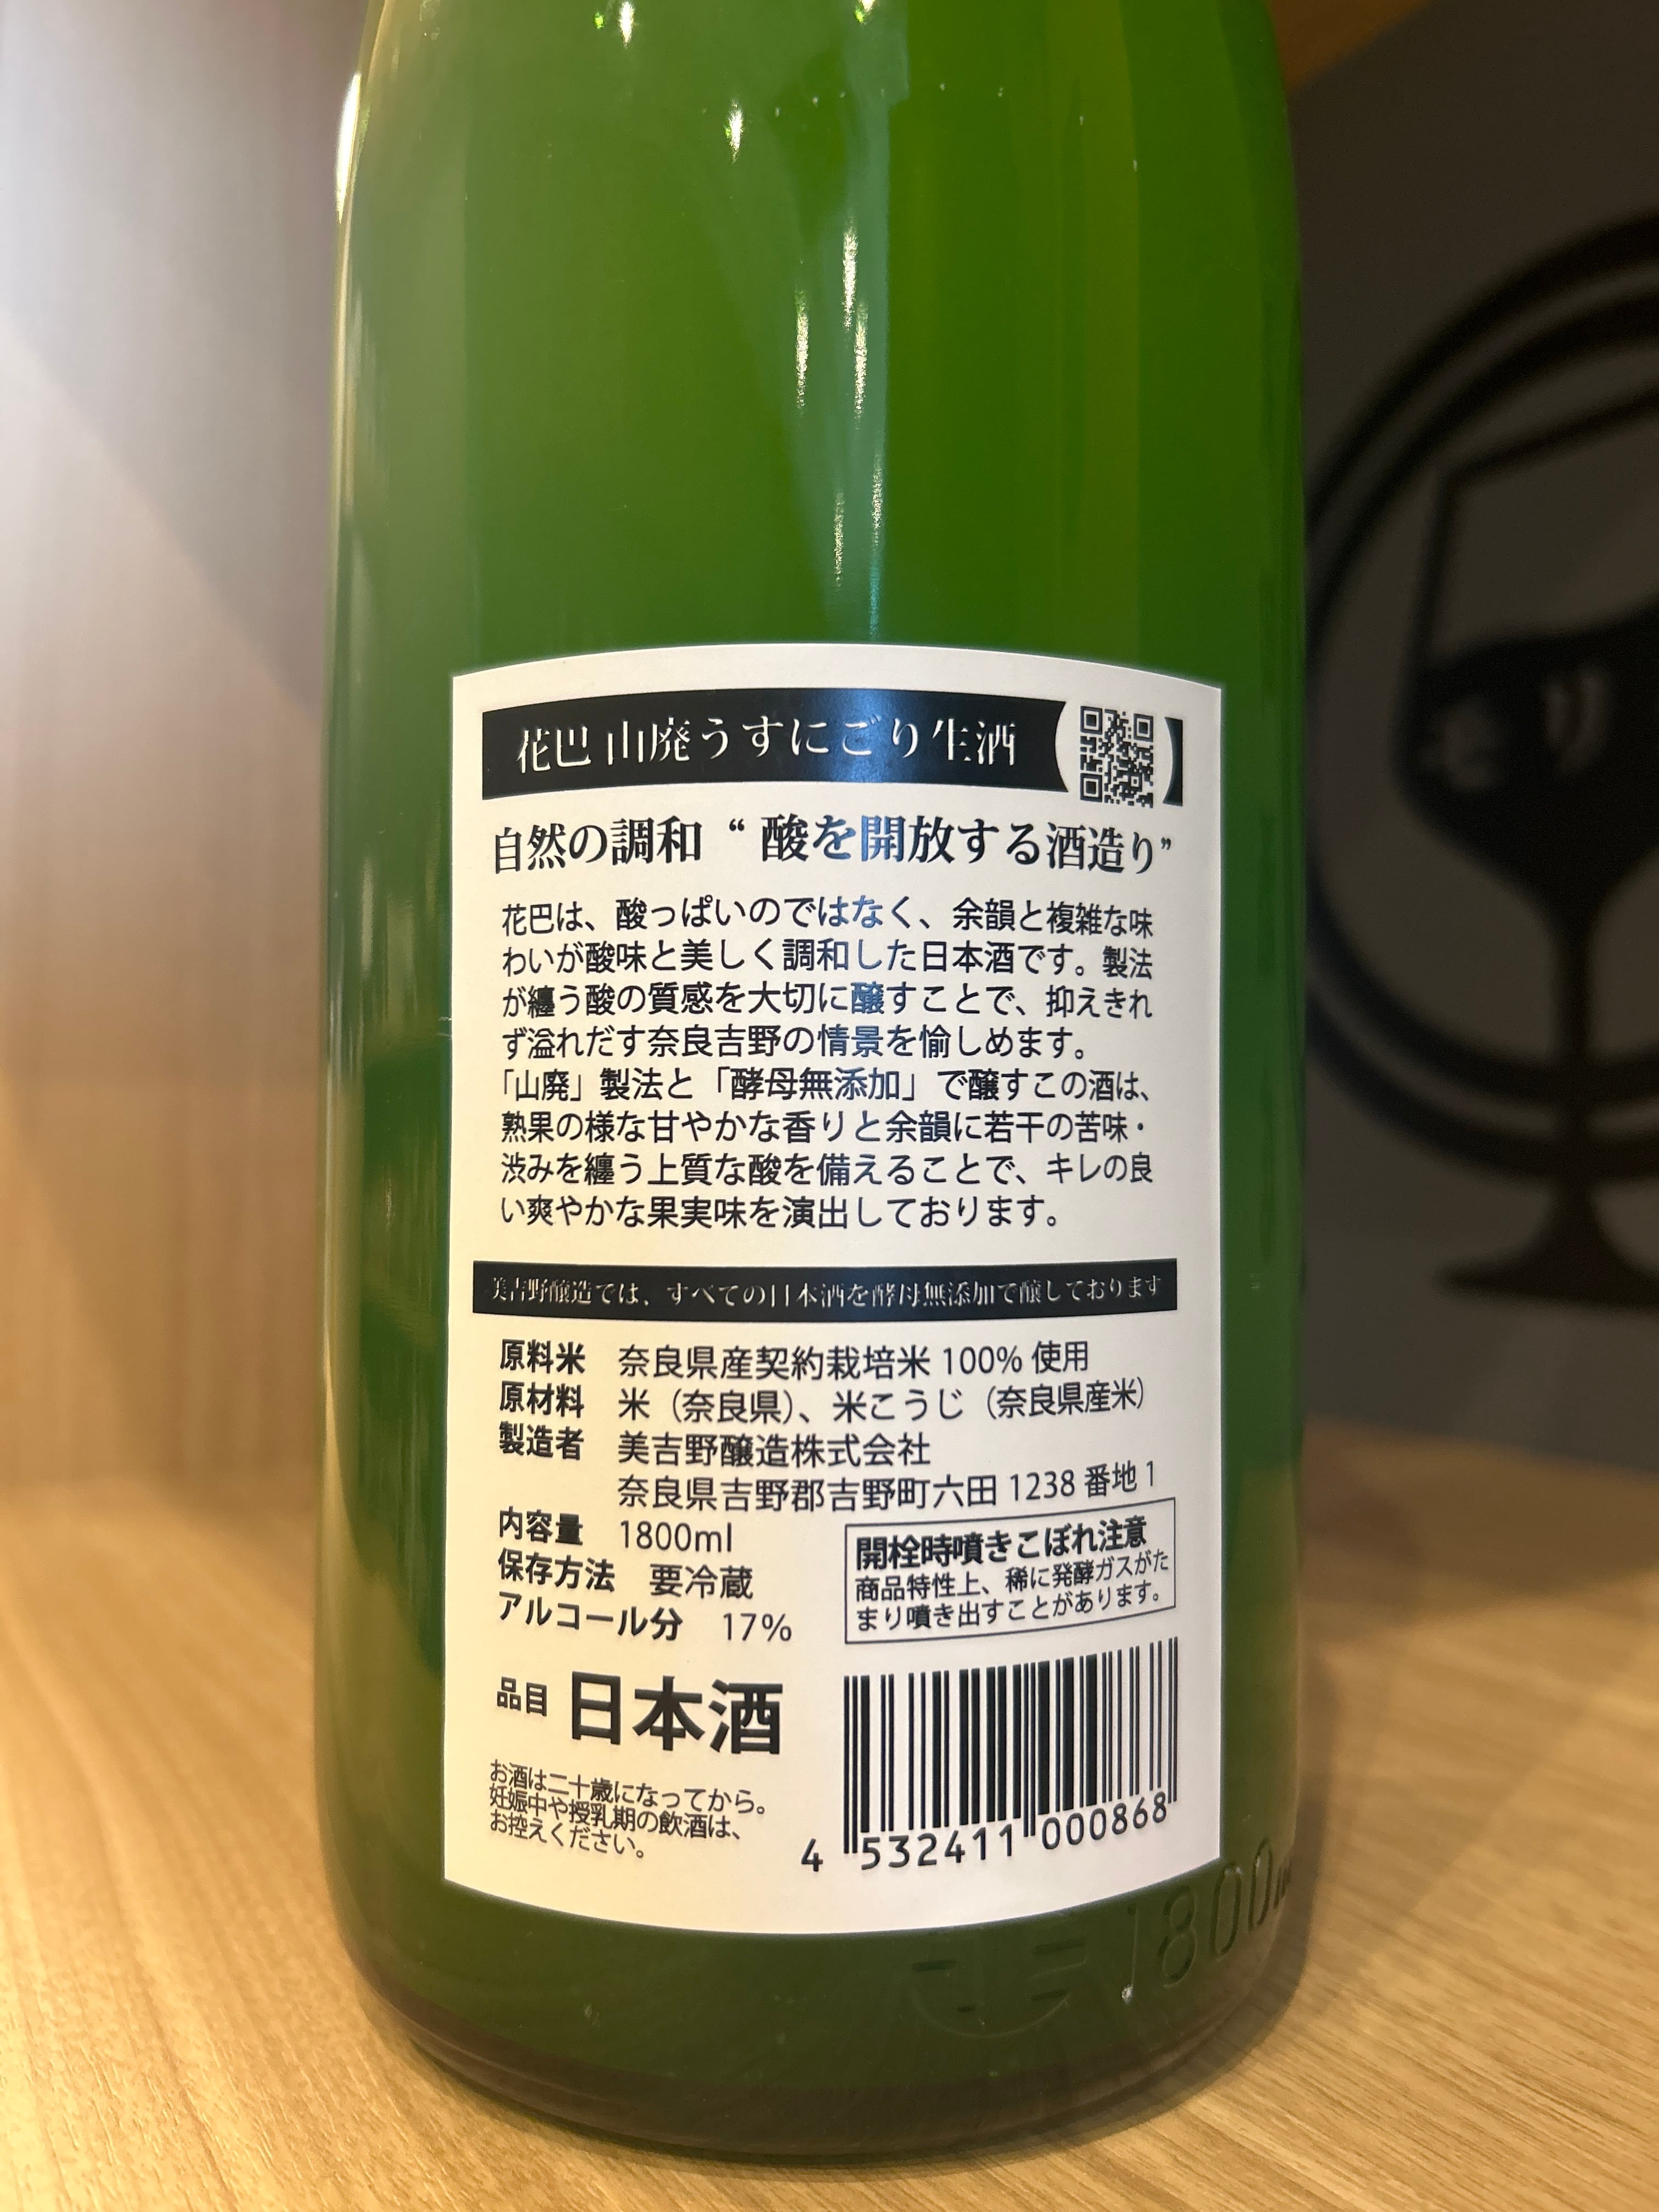 花巴 山廃うすにごり生酒
自然の調和 “ 酸を開放する酒造り”
花巴は、酸っぱいのではなく、余韻と複雑な味
わいが酸味と美しく調和した日本酒です。製法
が纏う酸の質感を大切に醸すことで、抑えきれ
ず溢れだす奈良吉野の情景を愉しめます。
「山廃」製法と「酵母無添加」で醸すこの酒は、
熟果の様な甘やかな香りと余韻に若干の苦味・
渋みを纏う上質な酸を備えることで、キレの良
い爽やかな果実味を演出しております。
美吉野醸造では、すべての日本酒を酵母無添加で醸しております
原料米 奈良県産契約栽培米 100% 使用
原材料 米（奈良県）、米こうじ（奈良県産米）
製造者 美吉野醸造株式会社
奈良県吉野郡吉野町六田 1238 番地 1
内容量 1800ml
保存方法 要冷蔵
アルコール分 17%
開栓時噴きこぼれ注意
商品特性上、稀に発酵ガスがた
まり噴き出すことがあります。
品目 日本酒
お酒は二十歳になってから。
妊娠中や授乳期の飲酒は、
お控えください。
4 532411 000868
1800